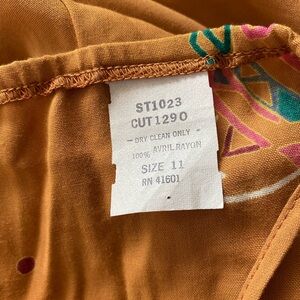 ST1023
CUT1290
- DRY CLEAN ONLY -
100% AVRIL RAYON
SIZE 11
RN 41601